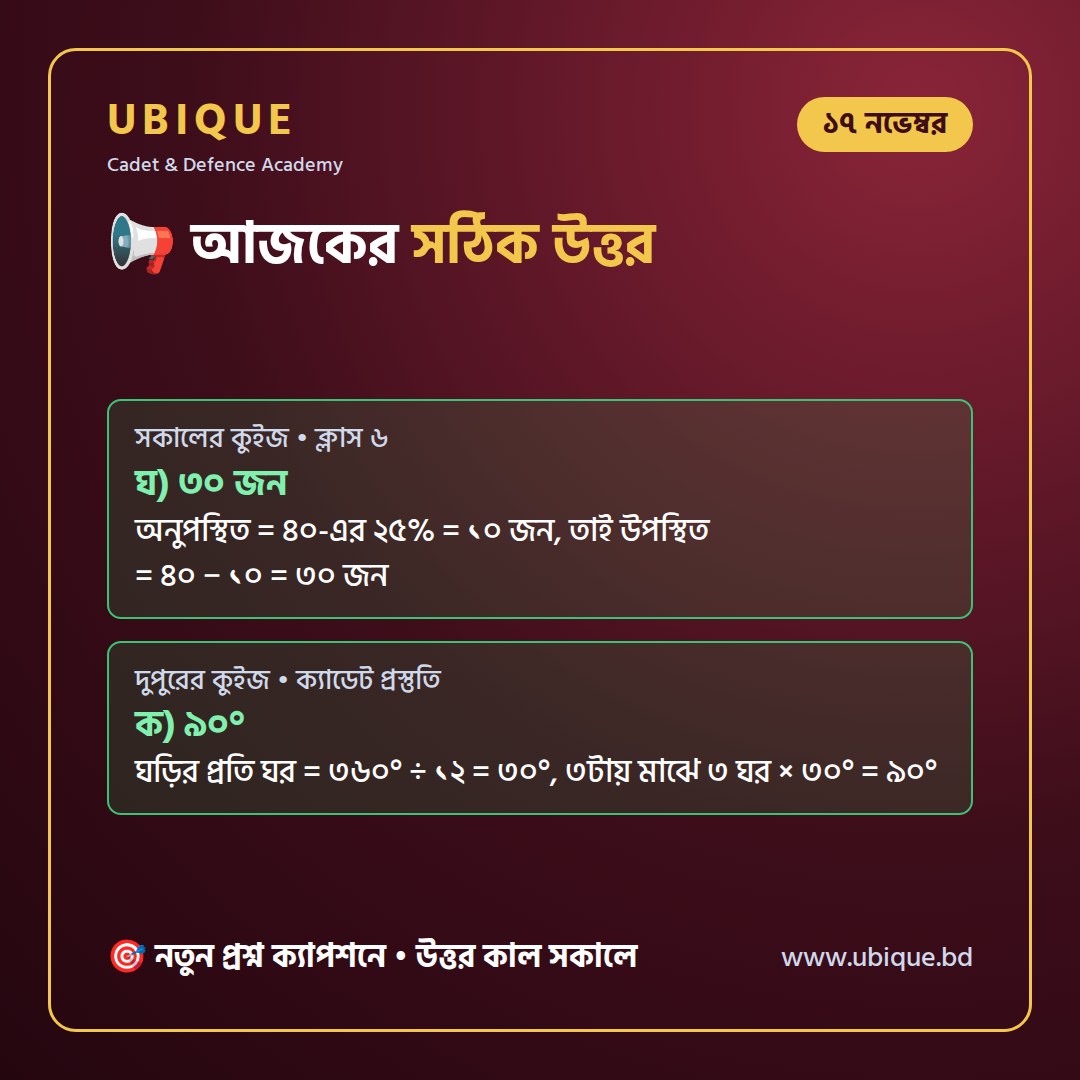 UBIQUE
Cadet & Defence Academy
১৭ নভেম্বর
📢 আজকের সঠিক উত্তর
সকালের কুইজ • ক্লাস ৬
ঘ) ৩০ জন
অনুপস্থিত = ৪০-এর ২৫% = ১০ জন, তাই উপস্থিত
= ৪০ − ১০ = ৩০ জন
দুপুরের কুইজ • ক্যাডেট প্রস্তুতি
ক) ৯০°
ঘড়ির প্রতি ঘর = ৩৬০° ÷ ১২ = ৩০°, ৩টায় মাঝে ৩ ঘর × ৩০° = ৯০°
🎯 নতুন প্রশ্ন ক্যাপশনে • উত্তর কাল সকালে
www.ubique.bd